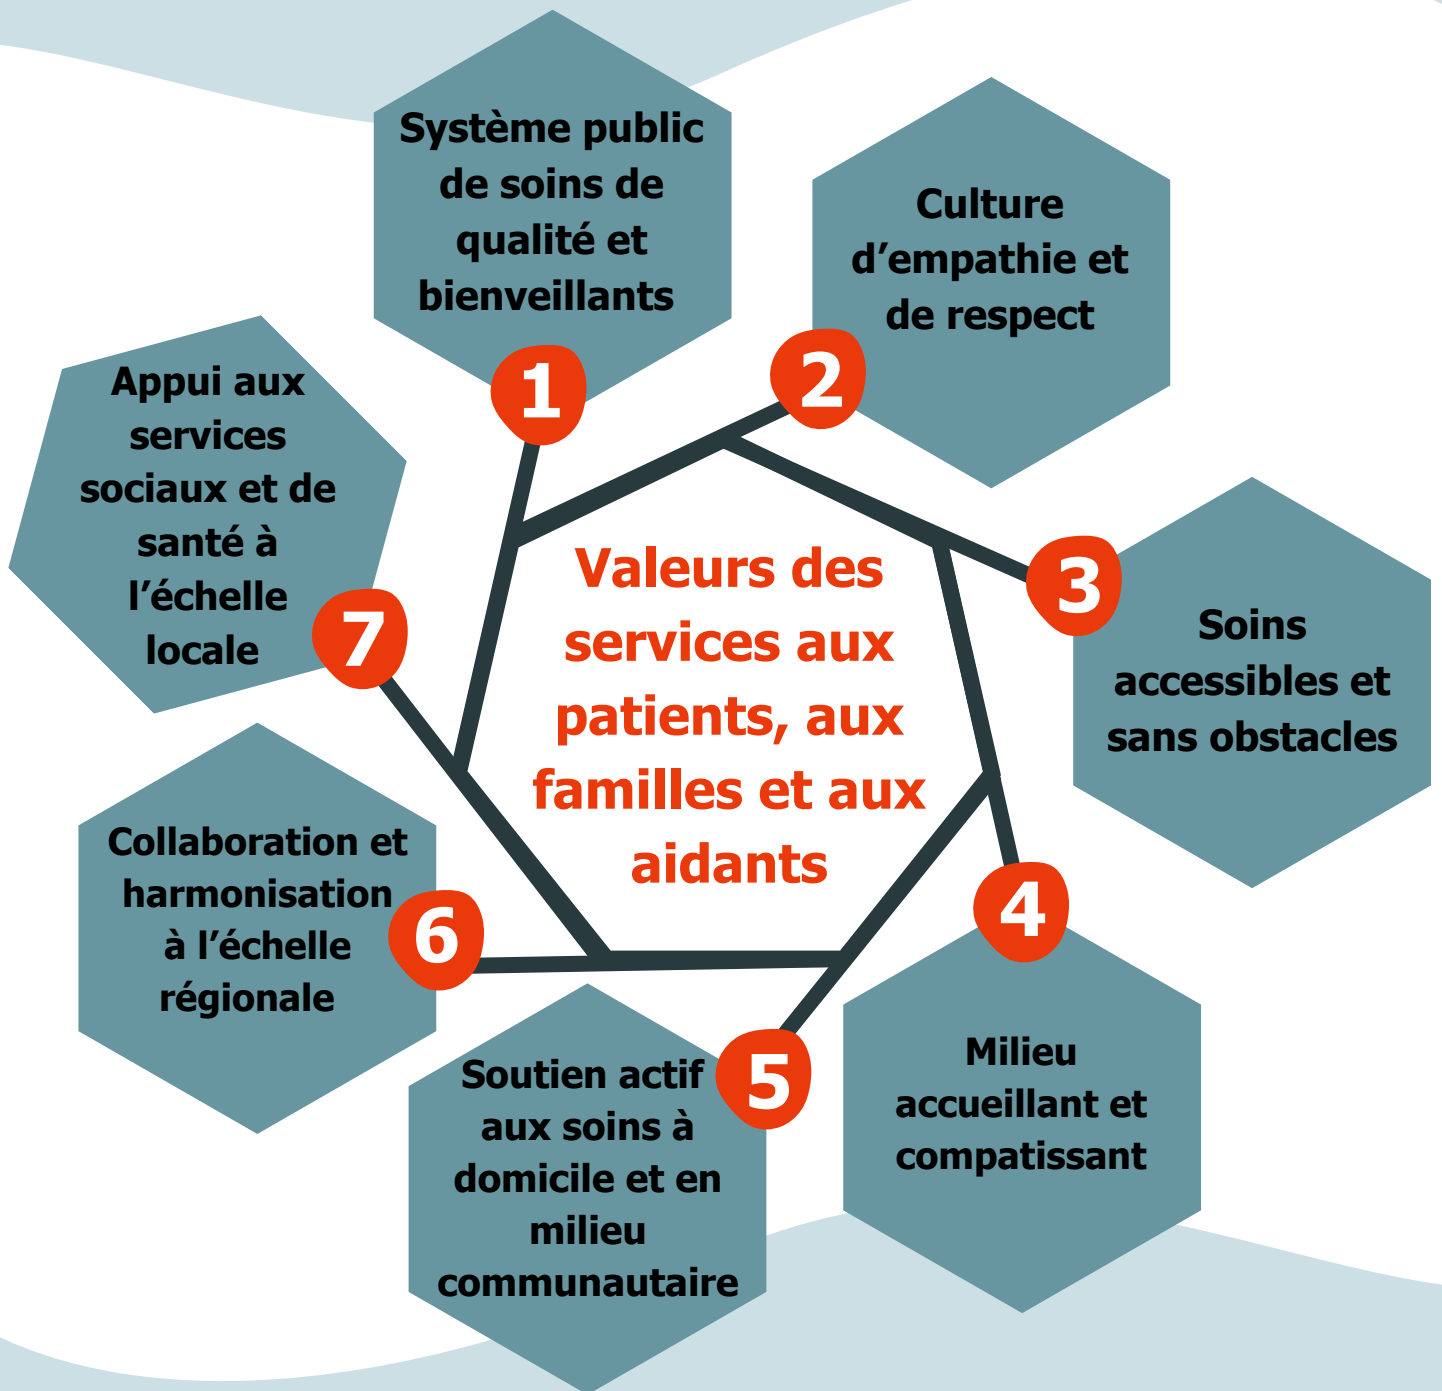 Système public
de soins de
qualité et
bienveillants
1
Culture
d’empathie et
de respect
2
Soins
accessibles et
sans obstacles
3
Milieu
accueillant et
compatissant
4
Soutien actif
aux soins à
domicile et en
milieu
communautaire
5
Collaboration et
harmonisation
à l’échelle
régionale
6
Appui aux
services
sociaux et de
santé à
l’échelle
locale
7
Valeurs des
services aux
patients, aux
familles et aux
aidants